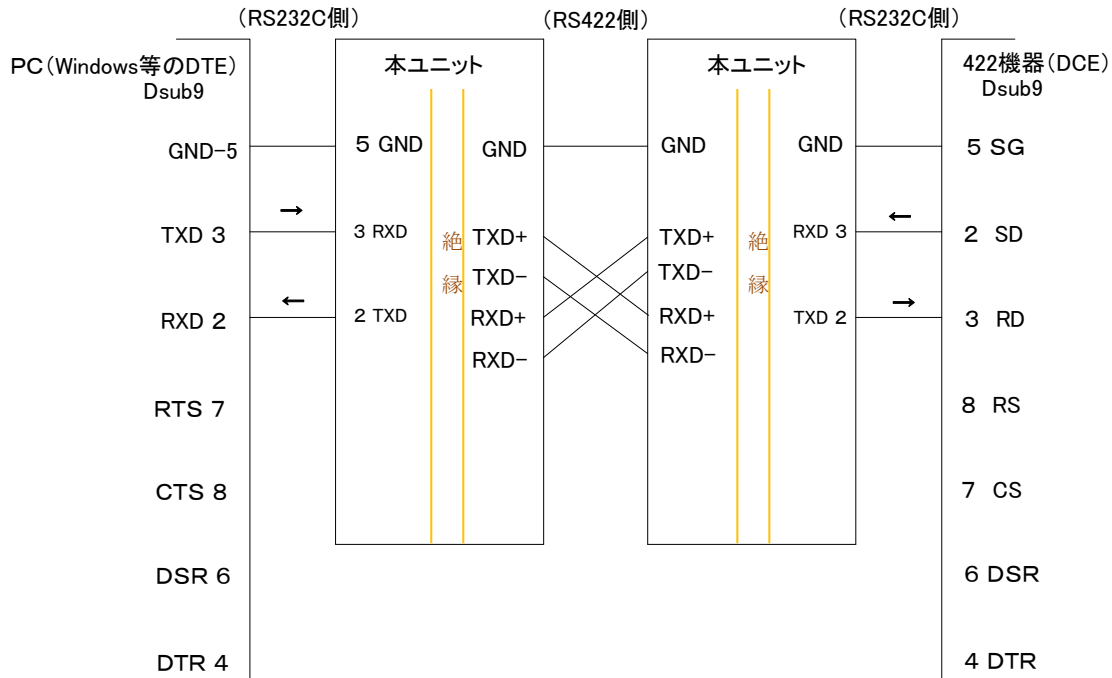 (RS232C側) (RS422側) (RS232C側)
PC(Windows等のDTE) 本ユニット 本ユニット 422機器(DCE)
Dsub9 Dsub9
GND-5 5 GND GND GND GND 5 SG
→ ←
TXD 3 3 RXD 絶 TXD+ TXD+ 絶 RXD 3 2 SD
TXD- TXD-
← 縁 縁 →
RXD 2 2 TXD RXD+ RXD+ TXD 2 3 RD
RXD- RXD-
RTS 7 8 RS
CTS 8 7 CS
DSR 6 6 DSR
DTR 4 4 DTR